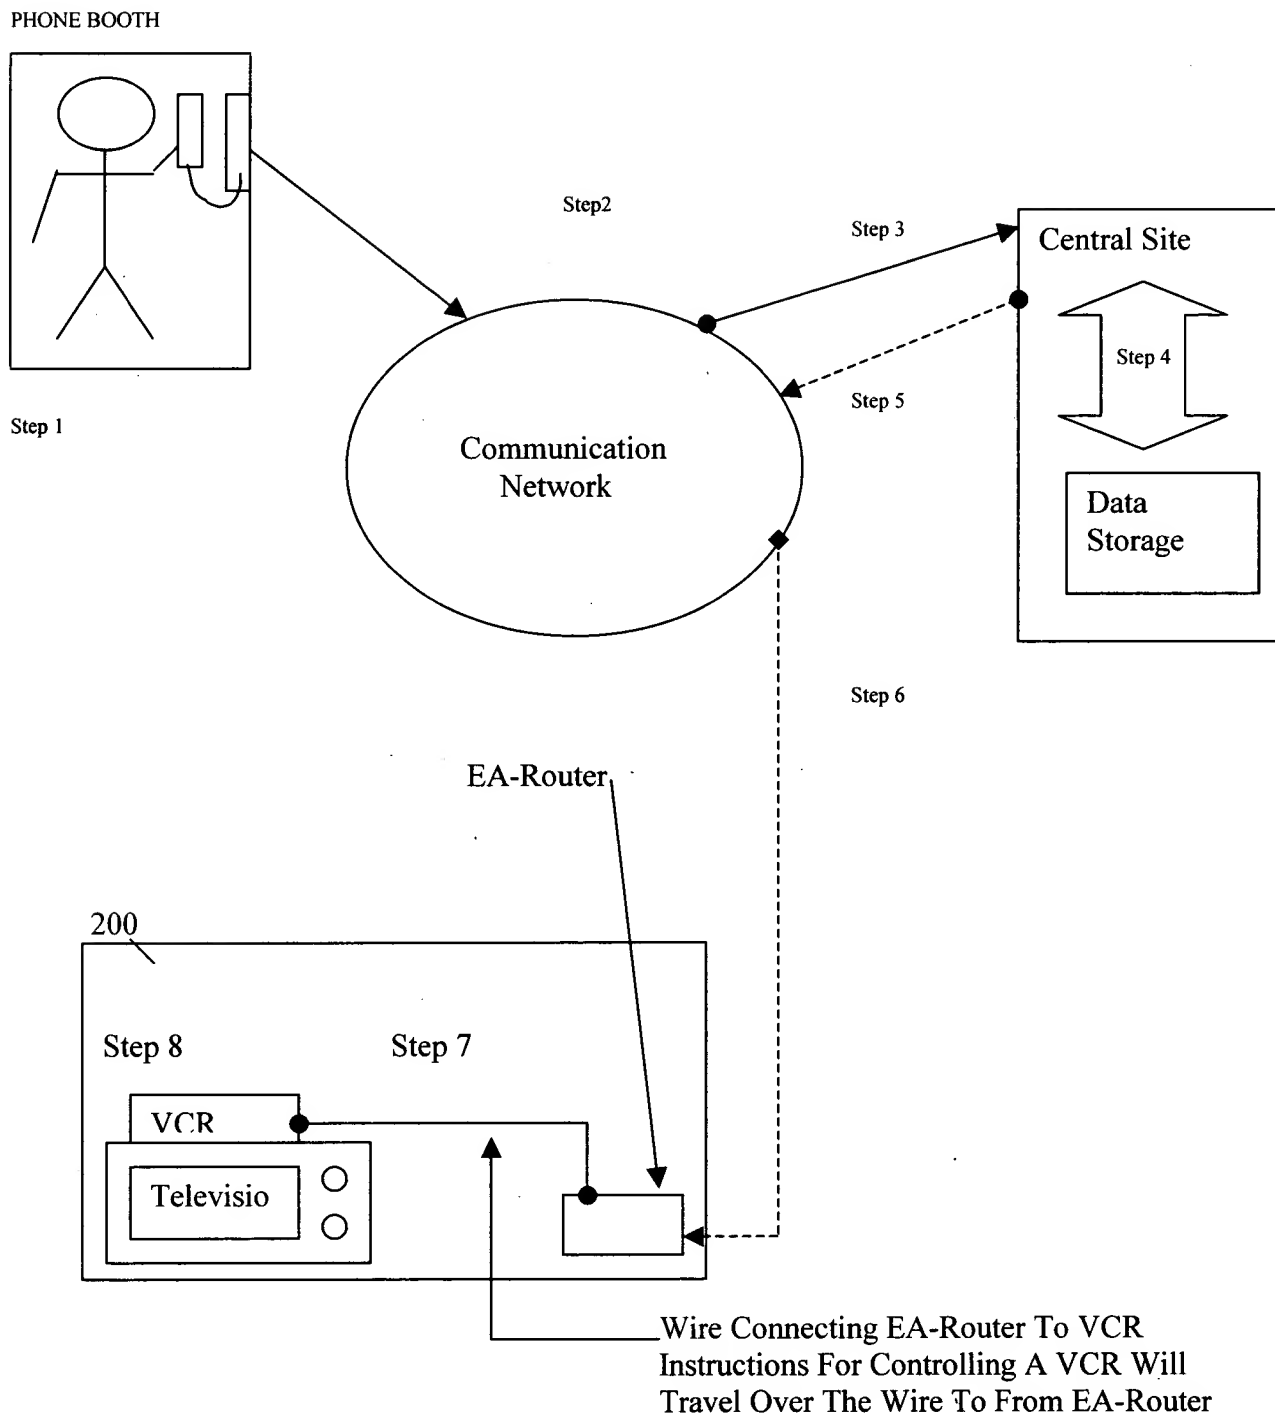 PHONE BOOTH
Step2
Step 3
Central Site
Step 4
Step 5
Step 1
Communication
Network
Data
Storage
Step 6
EA-Router
200
Step 8
Step 7
VCR
Televisio
Wire Connecting EA-Router To VCR
Instructions For Controlling A VCR Will
Travel Over The Wire To From EA-Router